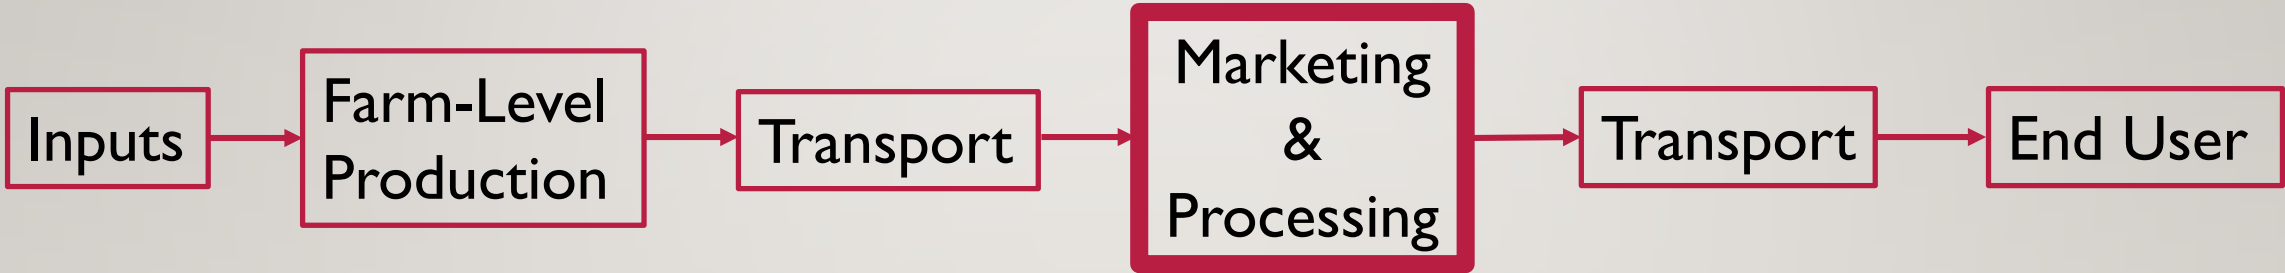 Inputs
Farm-Level
Production
Transport
Marketing
&
Processing
Transport
End User